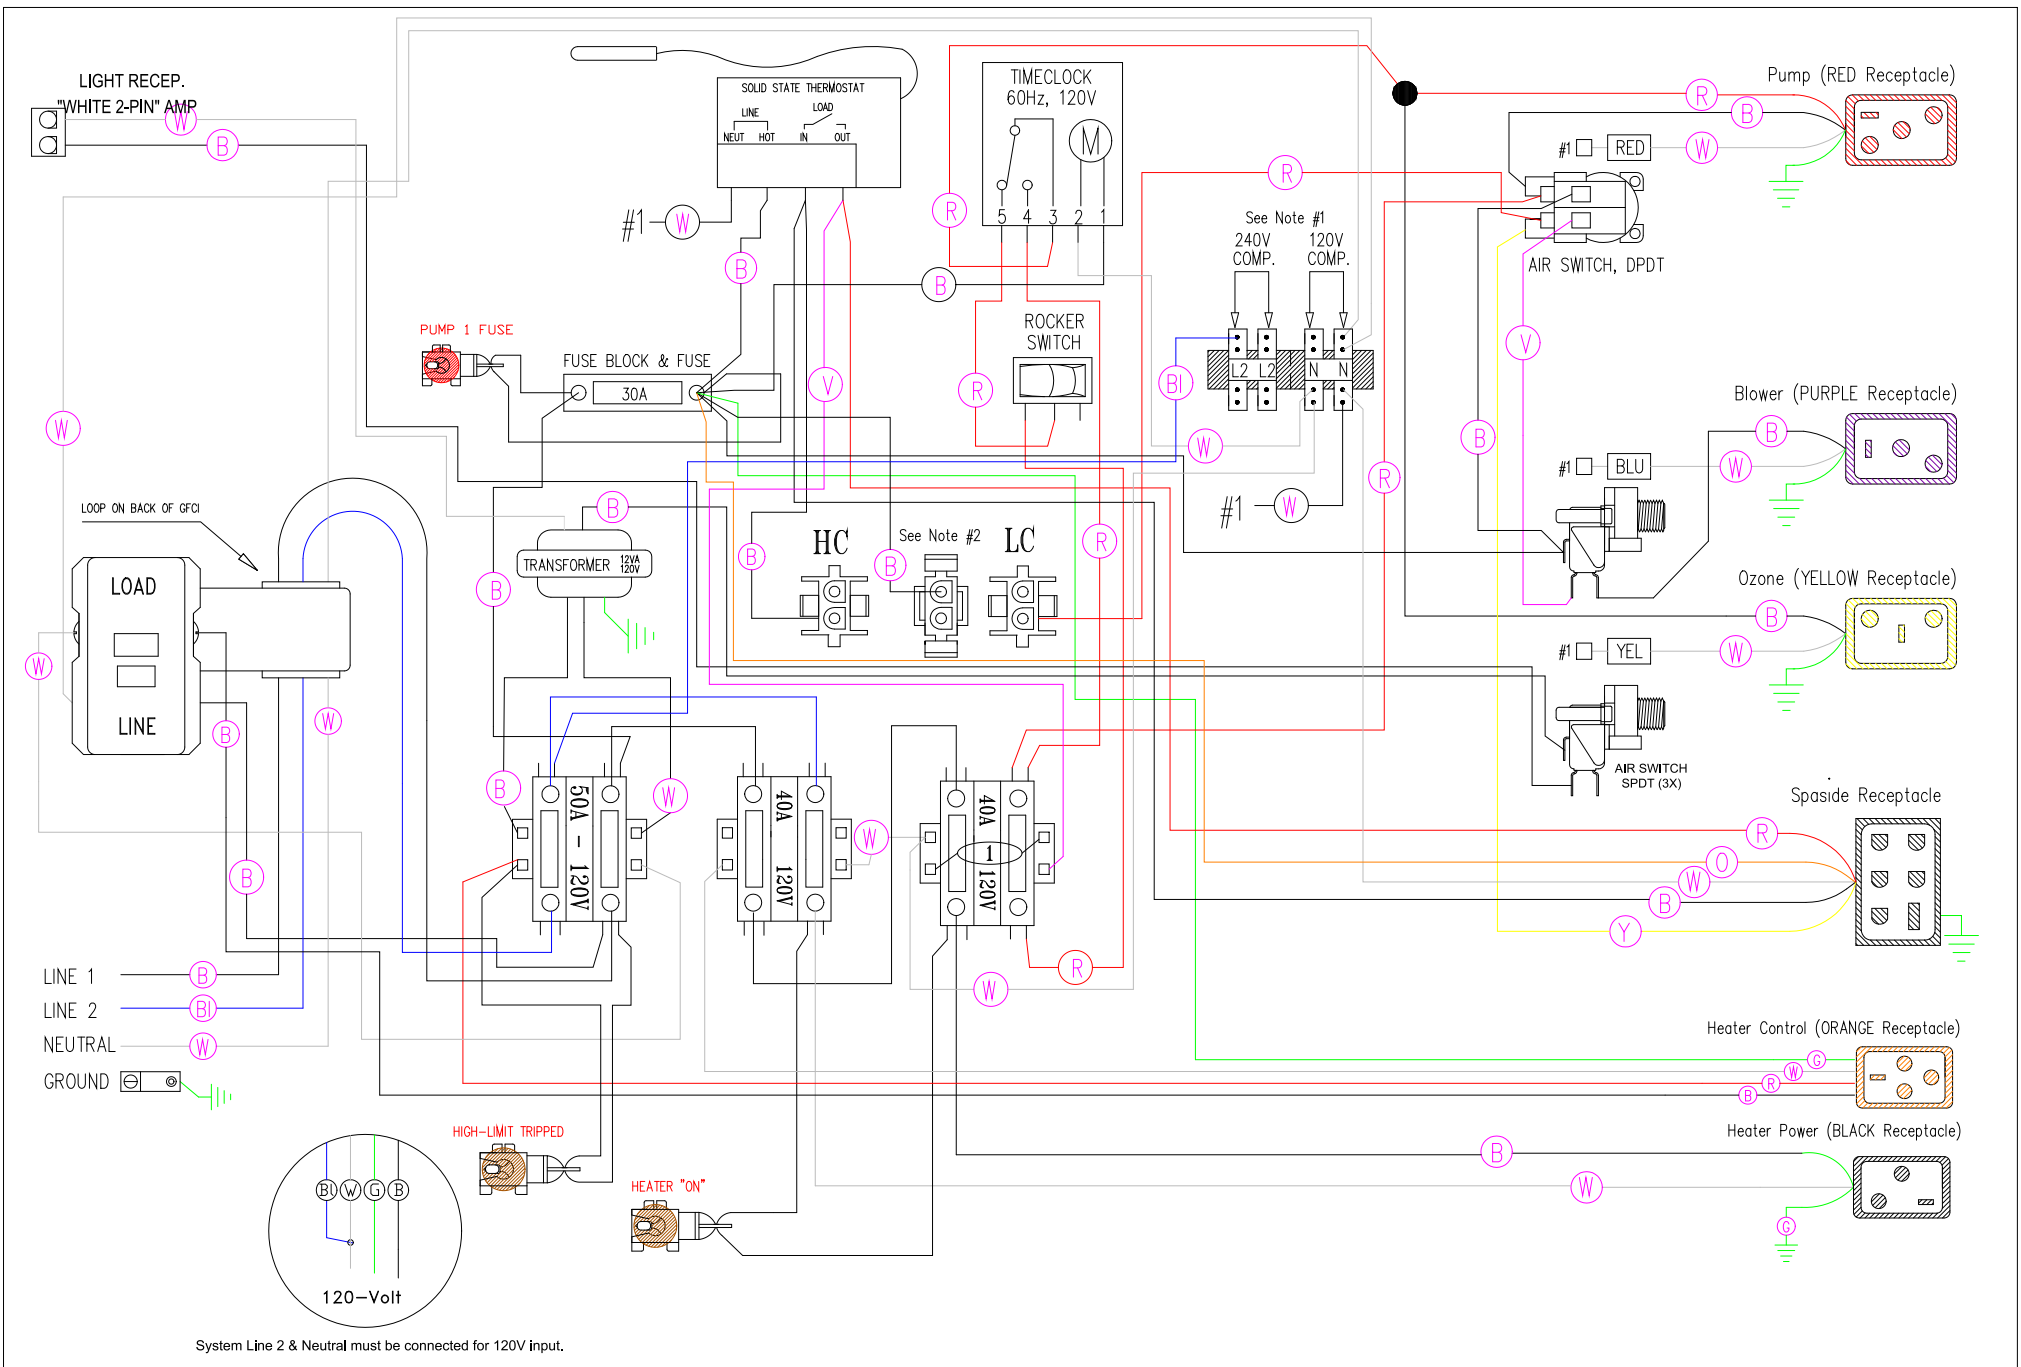 LIGHT RECEP.
"WHITE 2-PIN" AMP
W
B
SOLID STATE THERMOSTAT
LINE
LOAD
NEUT HOT IN OUT
#1 W
B
TIMECLOCK
60Hz, 120V
M
5 4 3 2 1
R
B
R
See Note #1
240V
COMP.
120V
COMP.
L2 L2 N N
Pump (RED Receptacle)
R
B
#1 RED W
AIR SWITCH, DPDT
PUMP 1 FUSE
FUSE BLOCK & FUSE
30A
V
ROCKER
SWITCH
R
BI
W
#1 W
V
B
R
Blower (PURPLE Receptacle)
B
#1 BLU W
W
LOOP ON BACK OF GFCI
LOAD
LINE
W
B
B
W
B
TRANSFORMER
12VA
120V
B
B
HC
See Note #2
B
LC
R
Ozone (YELLOW Receptacle)
B
#1 YEL W
AIR SWITCH
SPDT (3X)
B
W
50A - 120V
40A 120V
W
40A 120V
1
W
R
Spaside Receptacle
R
O
W
B
Y
LINE 1 B
LINE 2 BI
NEUTRAL W
GROUND
Heater Control (ORANGE Receptacle)
G
W
R
B
HIGH-LIMIT TRIPPED
HEATER "ON"
Heater Power (BLACK Receptacle)
B
W
G
BL W G B
120-Volt
System Line 2 & Neutral must be connected for 120V input.